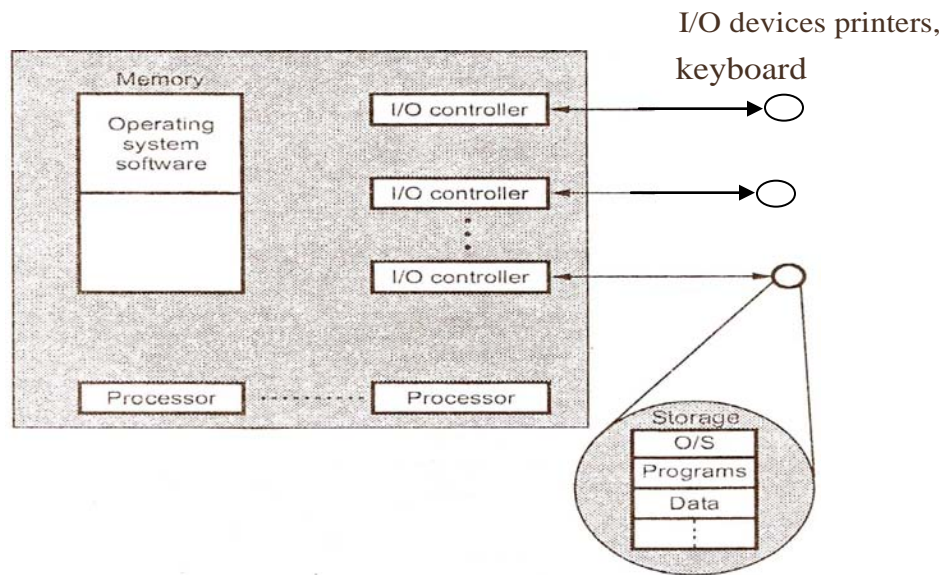 I/O devices printers,
keyboard
Memory
Operating
system
software
I/O controller
I/O controller
I/O controller
Processor
Processor
Storage
O/S
Programs
Data